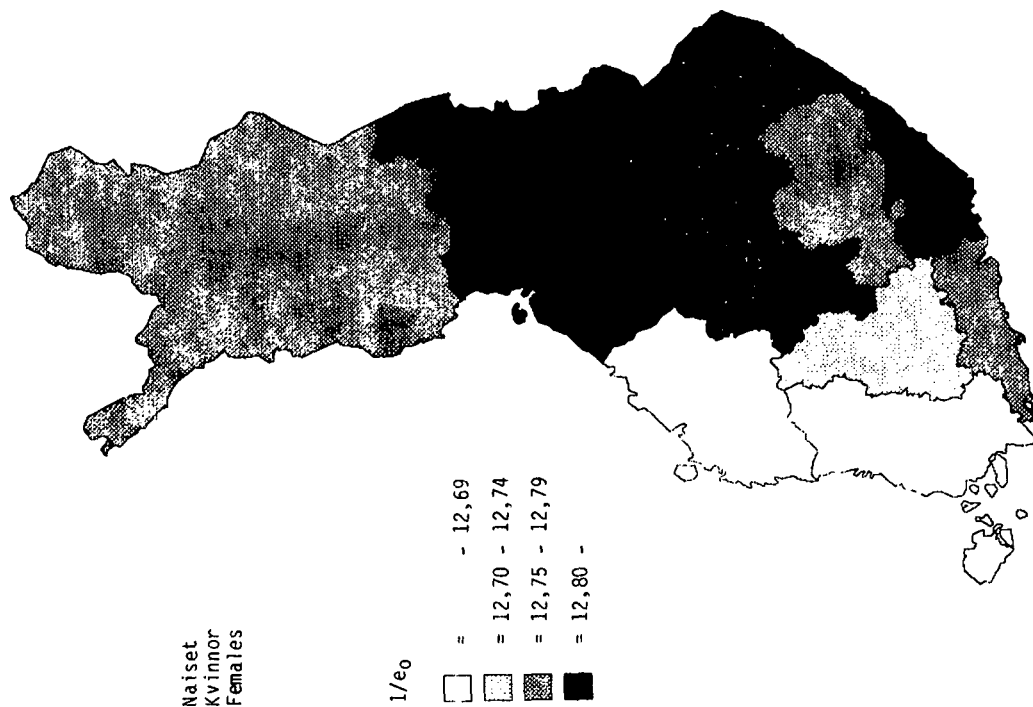 Naiset
Kvinnor
Females
1/e₀
= - 12,69
= 12,70 - 12,74
= 12,75 - 12,79
= 12,80 -